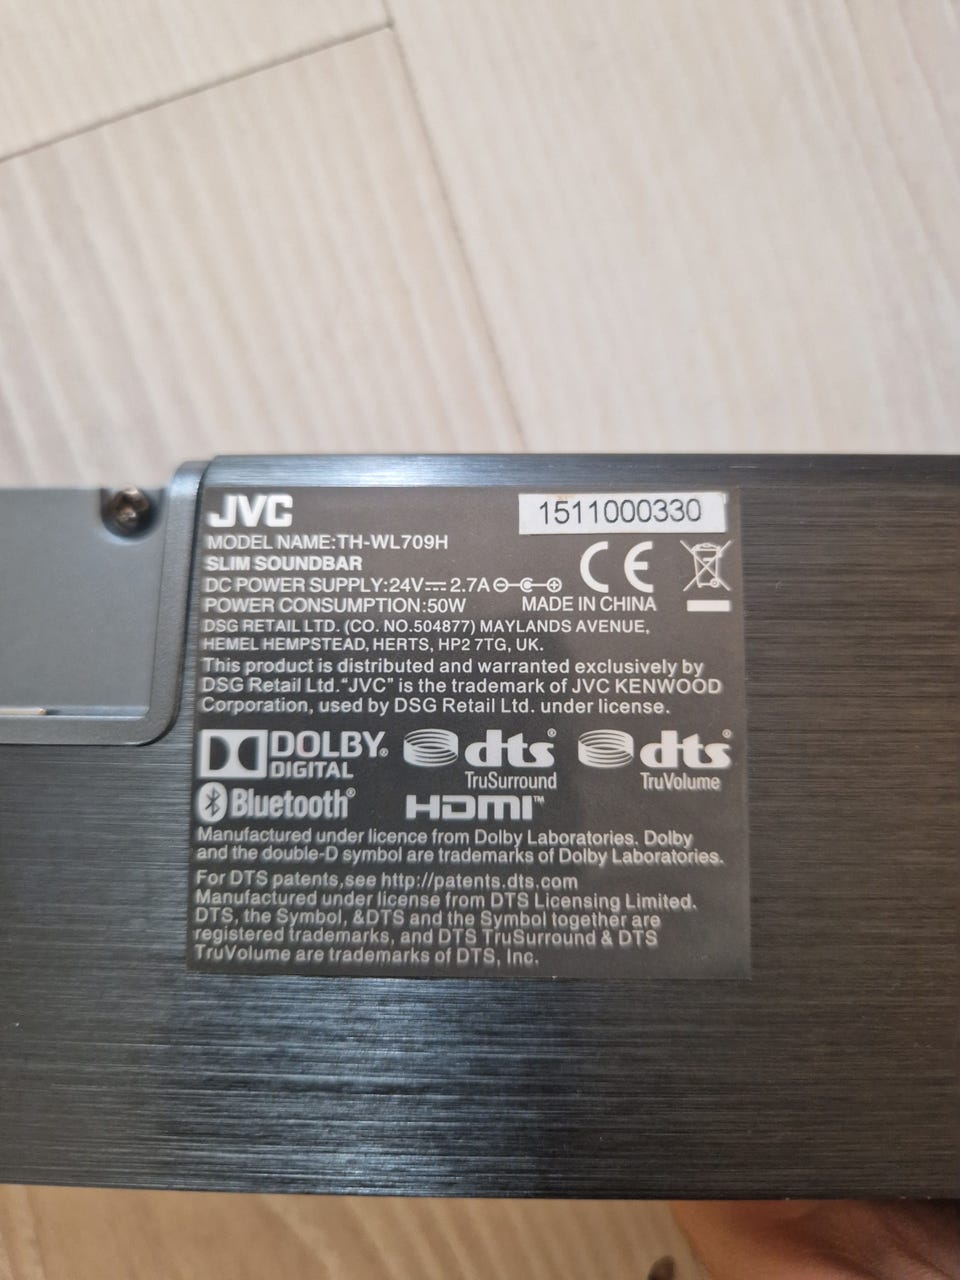 JVC
1511000330
MODEL NAME:TH-WL709H
SLIM SOUNDBAR
DC POWER SUPPLY:24V⎓2.7A
POWER CONSUMPTION:50W
MADE IN CHINA
CE
DSG RETAIL LTD. (CO. NO.504877) MAYLANDS AVENUE,
HEMEL HEMPSTEAD, HERTS, HP2 7TG, UK.
This product is distributed and warranted exclusively by
DSG Retail Ltd.“JVC” is the trademark of JVC KENWOOD
Corporation, used by DSG Retail Ltd. under license.
DOLBY®
DIGITAL
dts®
TruSurround
dts®
TruVolume
Bluetooth®
HDMI™
Manufactured under licence from Dolby Laboratories. Dolby
and the double-D symbol are trademarks of Dolby Laboratories.
For DTS patents,see http://patents.dts.com
Manufactured under license from DTS Licensing Limited.
DTS, the Symbol, &DTS and the Symbol together are
registered trademarks, and DTS TruSurround & DTS
TruVolume are trademarks of DTS, Inc.